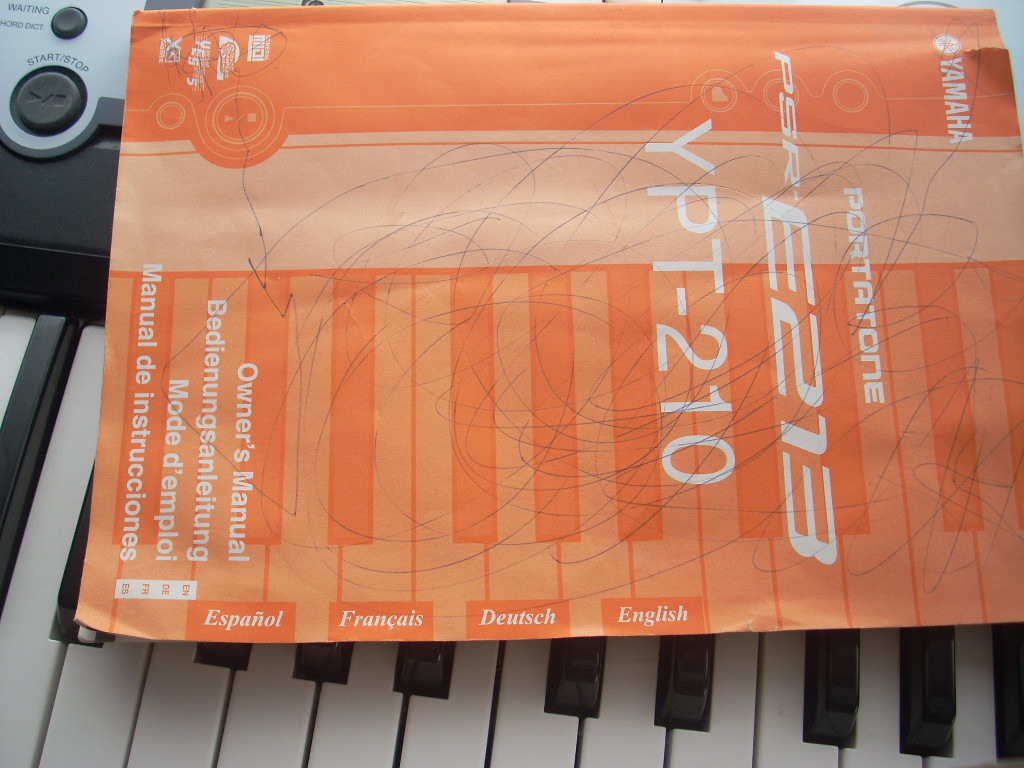 WAITING
HORD DICT.
START/STOP
YAMAHA
PORTATONE
PSR-E213
YPT-210
Owner's Manual
Bedienungsanleitung
Mode d'emploi
Manual de instrucciones
EN
DE
FR
ES
English
Deutsch
Français
Español